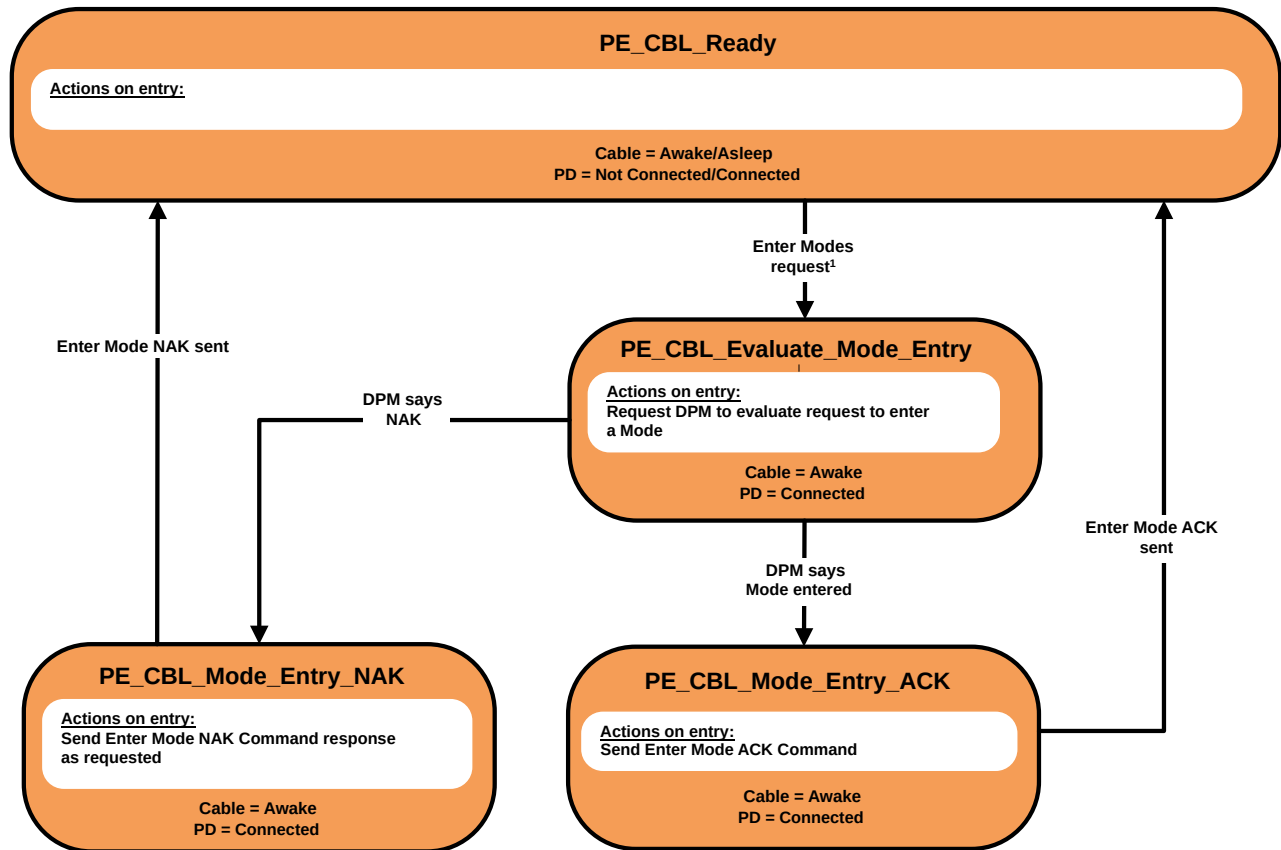 PE_CBL_Ready
Actions on entry:
Cable = Awake/Asleep
PD = Not Connected/Connected
Enter Modes
request¹
Enter Mode NAK sent
PE_CBL_Evaluate_Mode_Entry
Actions on entry:
Request DPM to evaluate request to enter
a Mode
Cable = Awake
PD = Connected
DPM says
NAK
Enter Mode ACK
sent
DPM says
Mode entered
PE_CBL_Mode_Entry_NAK
Actions on entry:
Send Enter Mode NAK Command response
as requested
Cable = Awake
PD = Connected
PE_CBL_Mode_Entry_ACK
Actions on entry:
Send Enter Mode ACK Command
Cable = Awake
PD = Connected